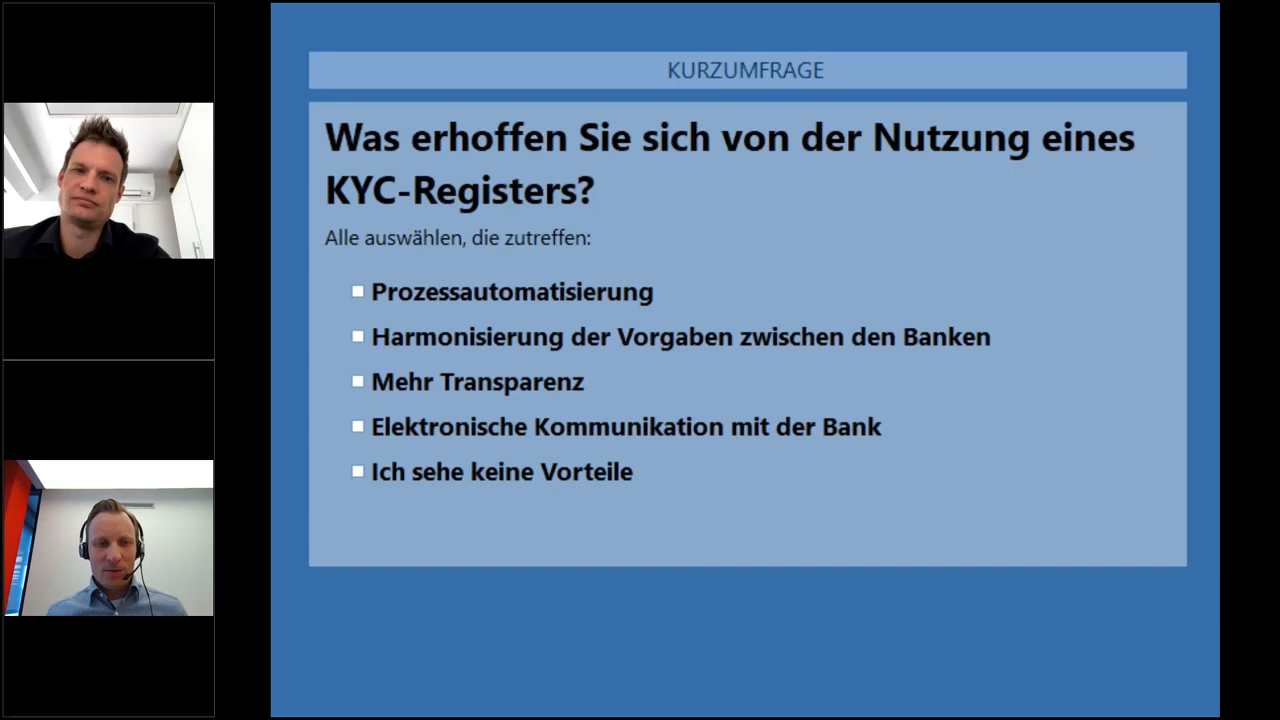 KURZUMFRAGE
Was erhoffen Sie sich von der Nutzung eines
KYC-Registers?
Alle auswählen, die zutreffen:
Prozessautomatisierung
Harmonisierung der Vorgaben zwischen den Banken
Mehr Transparenz
Elektronische Kommunikation mit der Bank
Ich sehe keine Vorteile